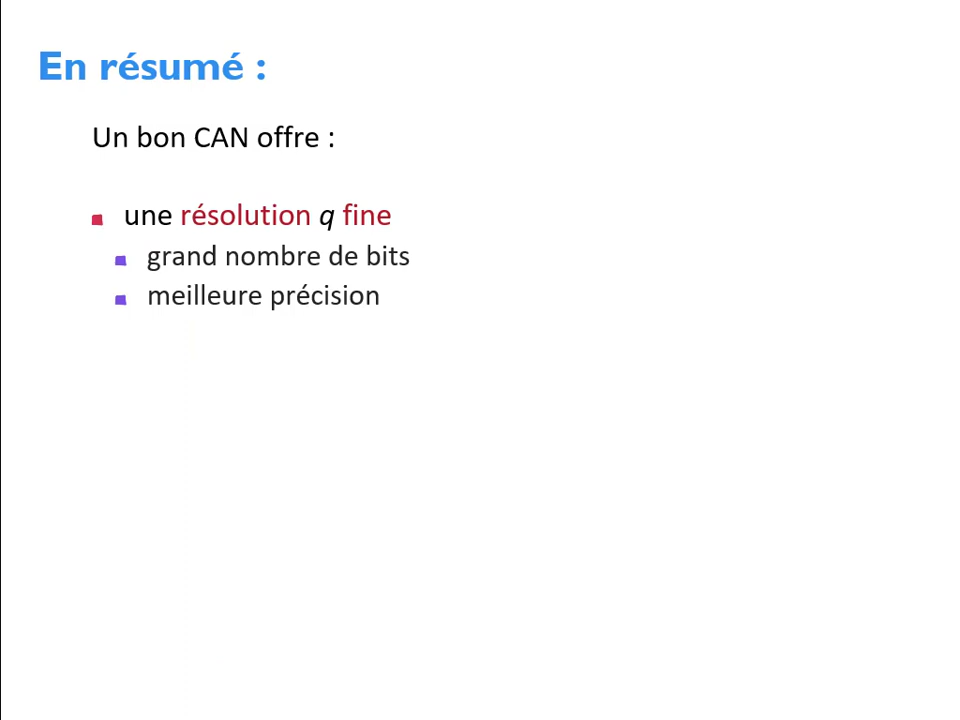 En résumé :
Un bon CAN offre :
une résolution q fine
grand nombre de bits
meilleure précision